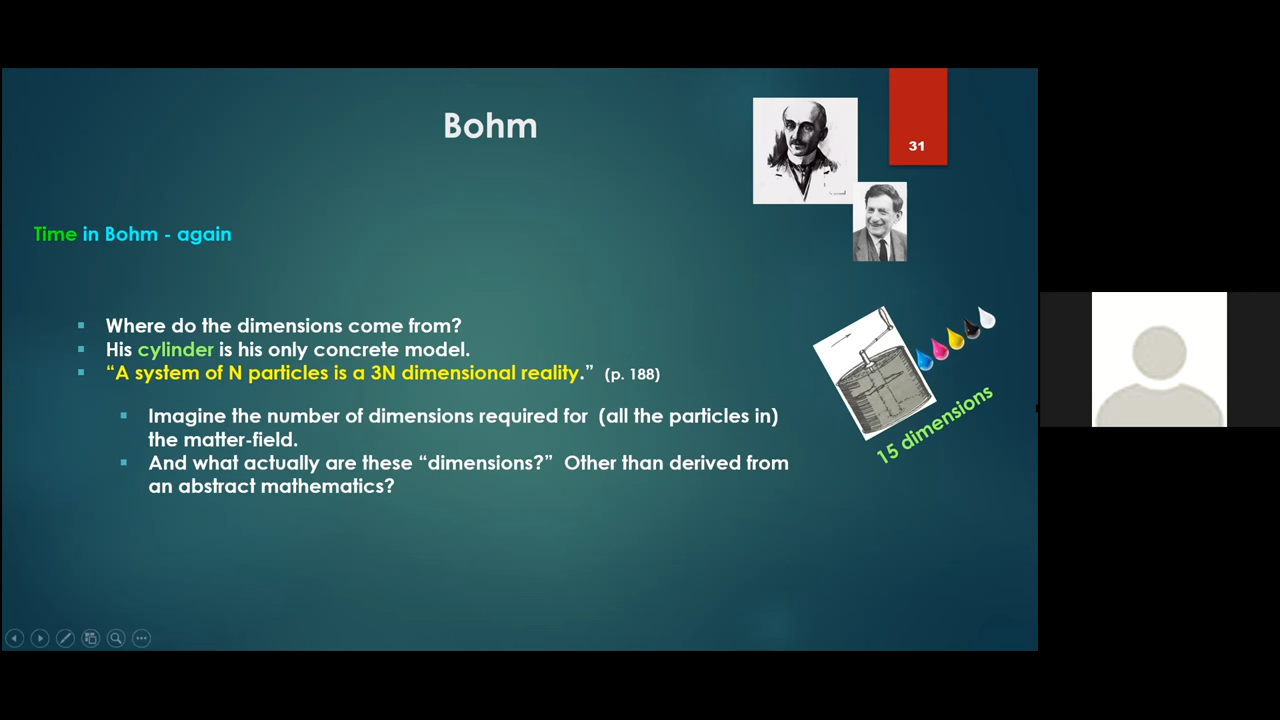 Bohm
31
Time in Bohm - again
Where do the dimensions come from?
His cylinder is his only concrete model.
“A system of N particles is a 3N dimensional reality.” (p. 188)
Imagine the number of dimensions required for (all the particles in)
the matter-field.
And what actually are these “dimensions?” Other than derived from
an abstract mathematics?
15 dimensions